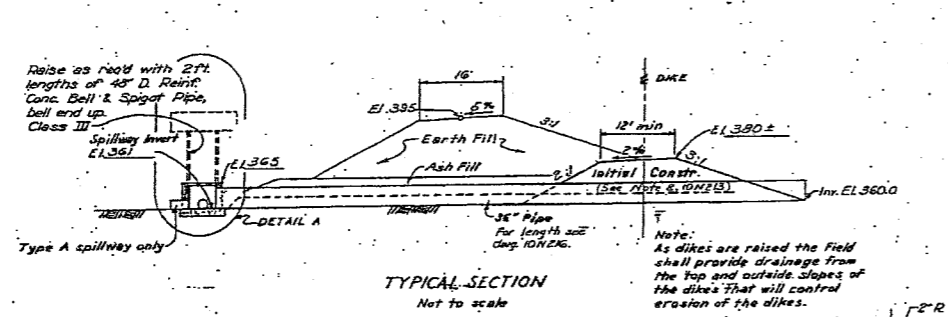 Raise as req'd with 2ft.
lengths of 48" D. Reinf.
Conc. Bell & Spigot Pipe,
bell end up.
Class III
Spillway Invert
El.361
El.365
Type A spillway only
DETAIL A
16'
El.395
6%
3:1
Earth Fill
Ash Fill
2:1
DIKE
12' min
El.380±
2%
3:1
Initial Constr.
(See Note 8, 10N213)
Inv. El.360.0
36" Pipe
For length see
dwg. 10N216.
TYPICAL SECTION
Not to scale
Note:
As dikes are raised the field
shall provide drainage from
the top and outside slopes of
the dikes that will control
erosion of the dikes.